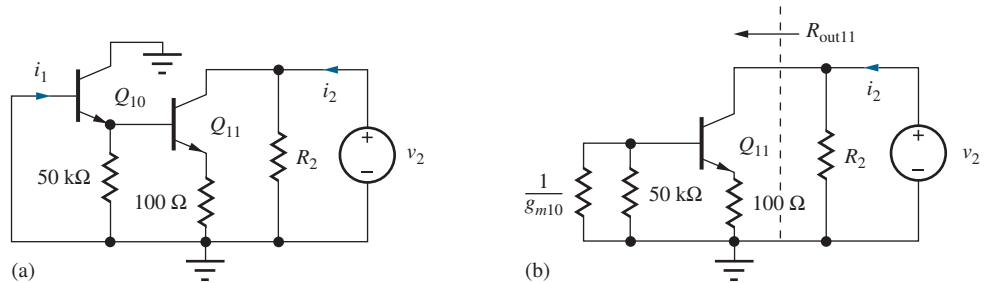 i1
Q10
Q11
i2
R2
v2
50 kΩ
100 Ω
+
−
(a)
Rout11
i2
Q11
R2
v2
1
gm10
50 kΩ
100 Ω
+
−
(b)